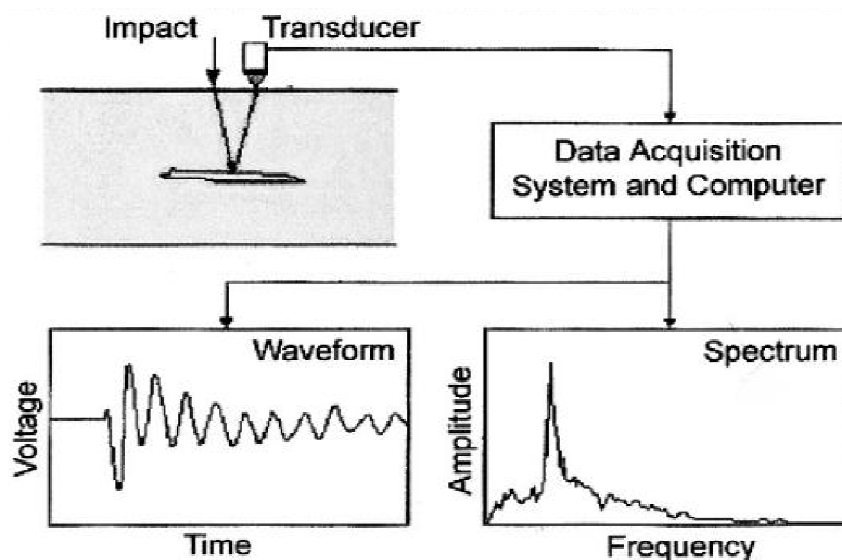 Impact Transducer
Data Acquisition
System and Computer
Waveform
Voltage
Time
Spectrum
Amplitude
Frequency